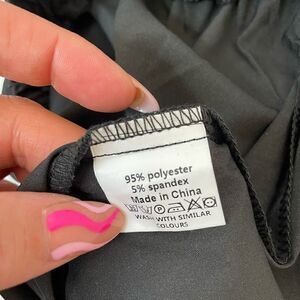 95% polyester
5% spandex
Made in China
WASH WITH SIMILAR
COLOURS